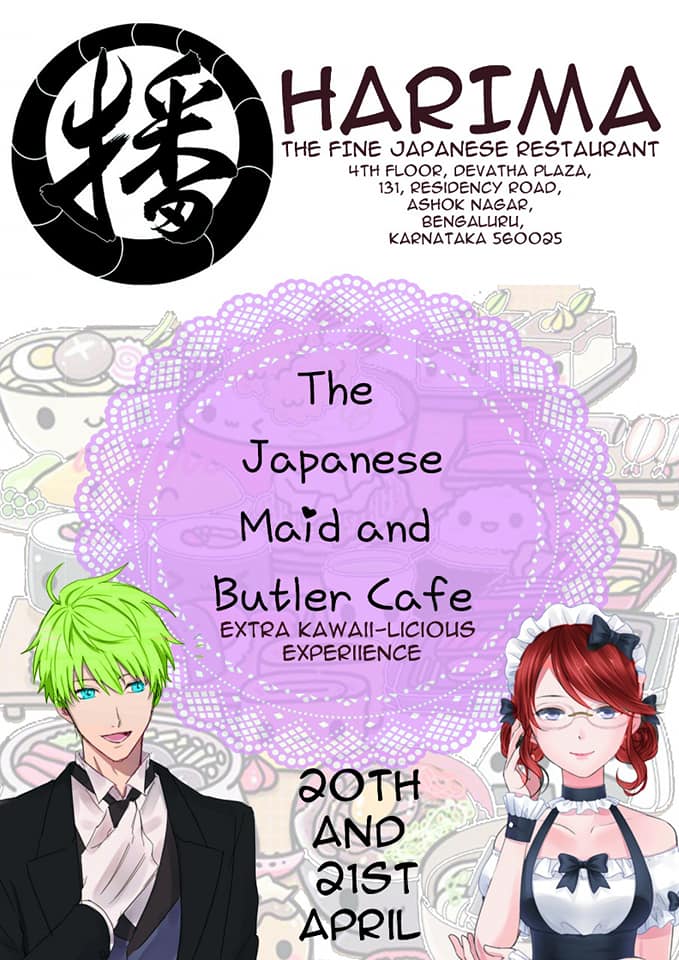 播
HARIMA
THE FINE JAPANESE RESTAURANT
4TH FLOOR, DEVATHA PLAZA,
131, RESIDENCY ROAD,
ASHOK NAGAR,
BENGALURU,
KARNATAKA 560025
The
Japanese
Maid and
Butler Cafe
EXTRA KAWAII-LICIOUS
EXPERIIENCE
20TH
AND
21ST
APRIL